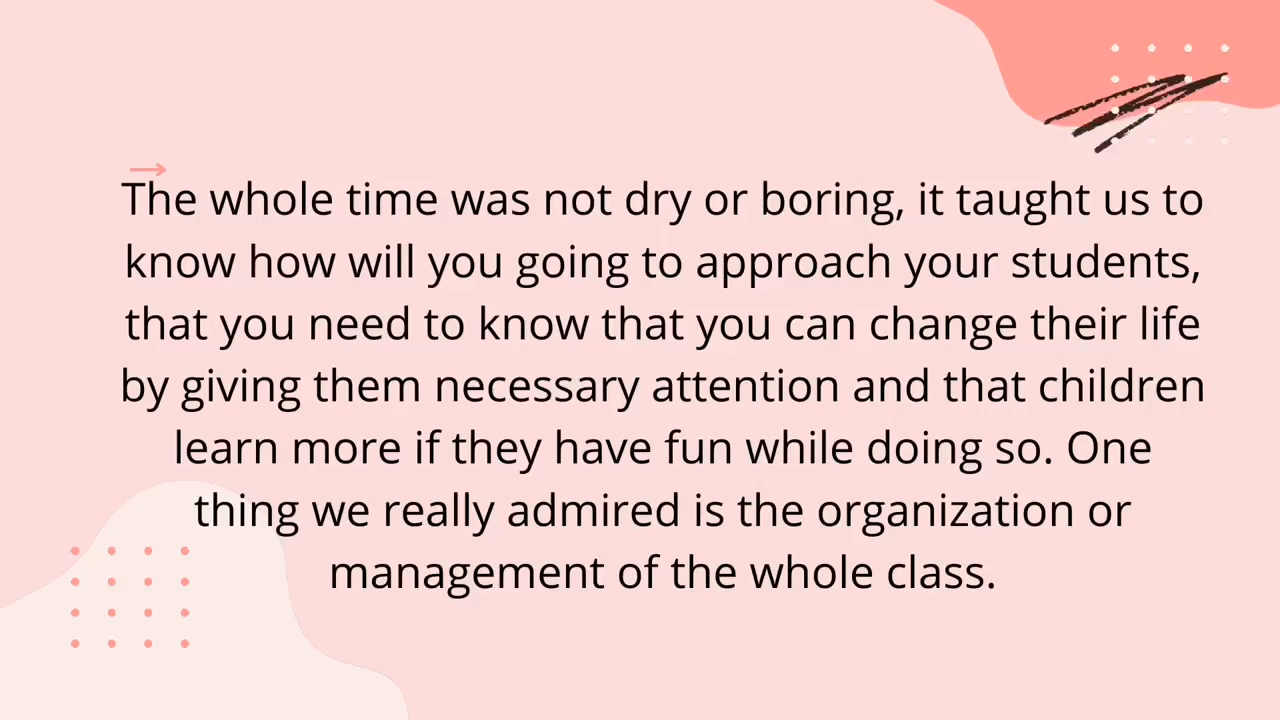 The whole time was not dry or boring, it taught us to
know how will you going to approach your students,
that you need to know that you can change their life
by giving them necessary attention and that children
learn more if they have fun while doing so. One
thing we really admired is the organization or
management of the whole class.